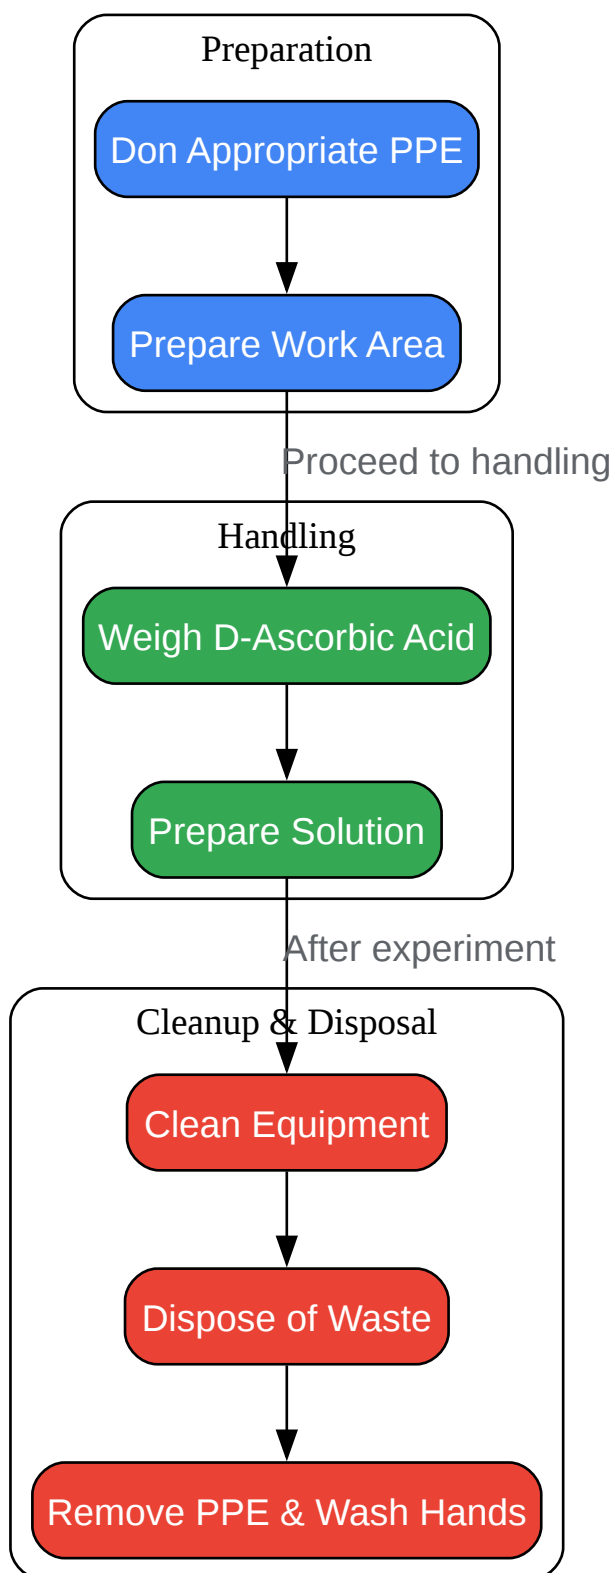 Preparation
Don Appropriate PPE
Prepare Work Area
Proceed to handling
Handling
Weigh D-Ascorbic Acid
Prepare Solution
After experiment
Cleanup & Disposal
Clean Equipment
Dispose of Waste
Remove PPE & Wash Hands